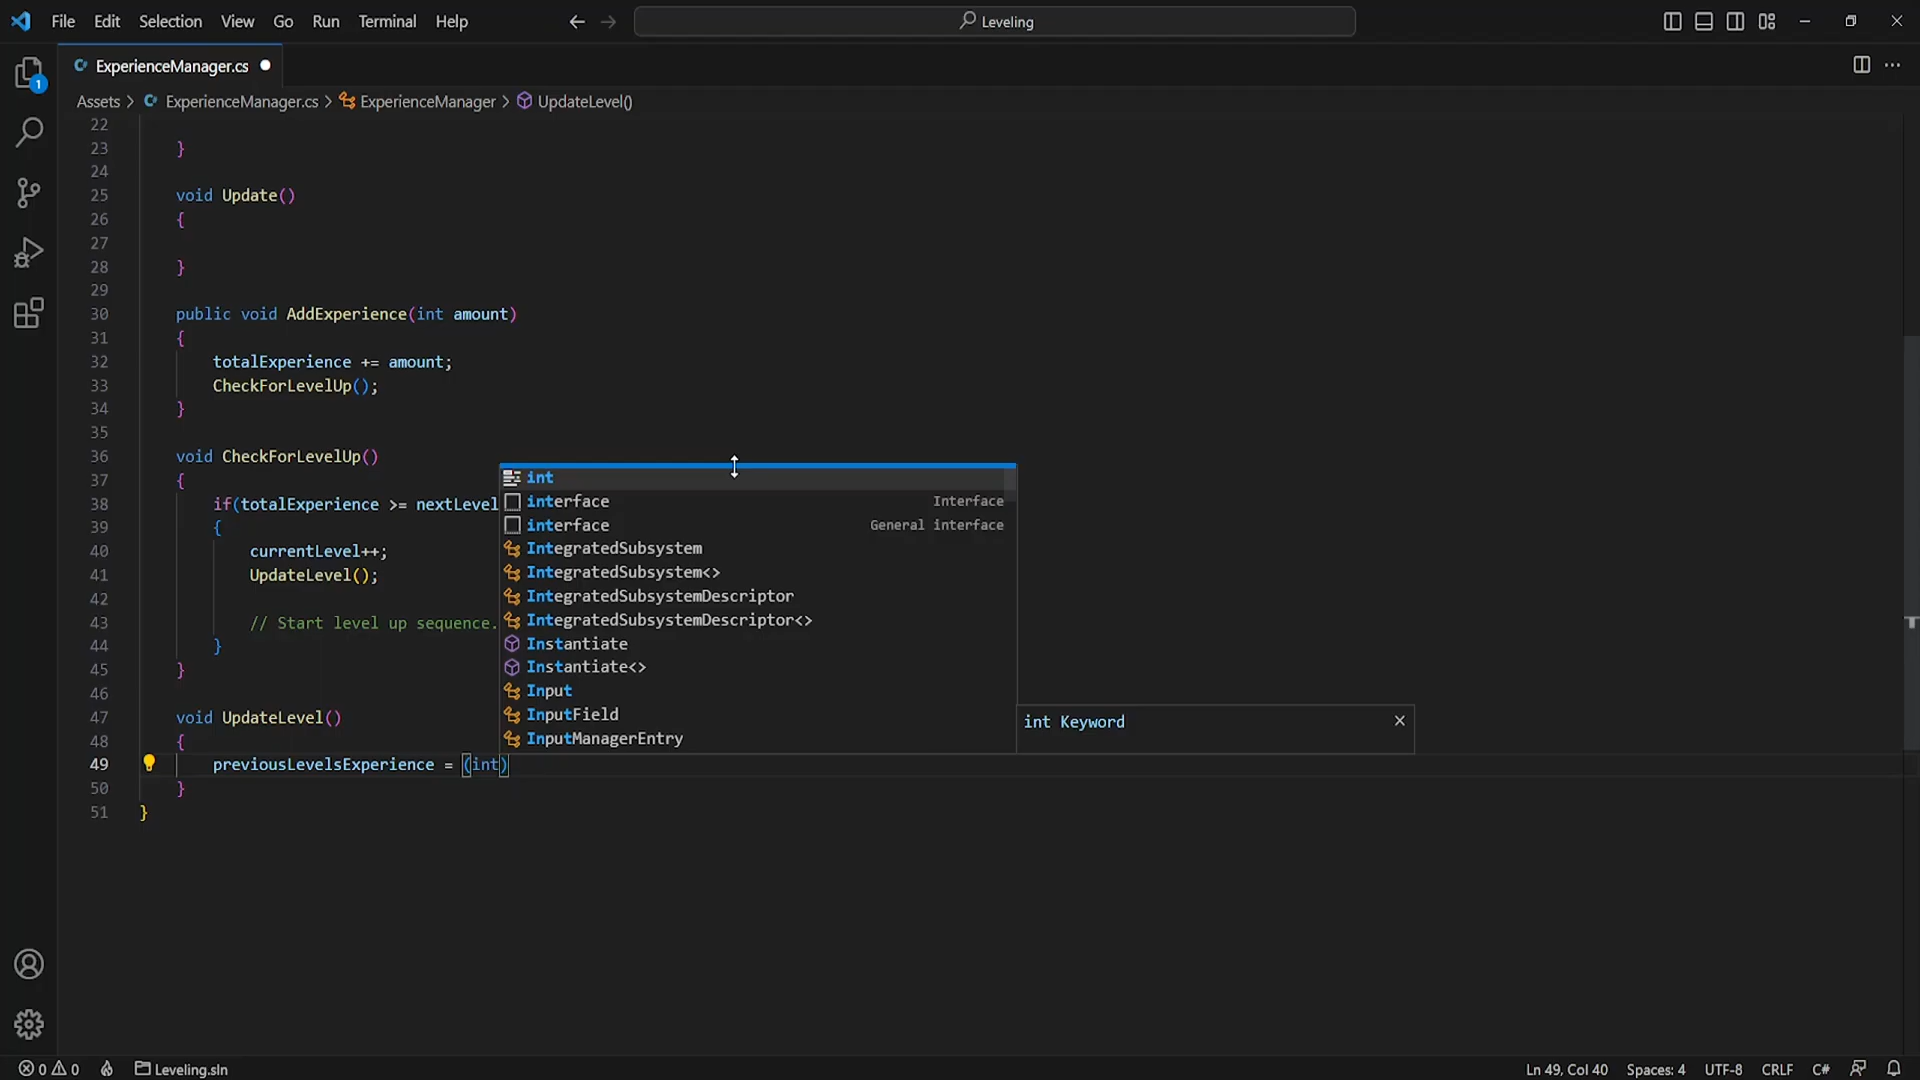 File Edit Selection View Go Run Terminal Help Leveling
ExperienceManager.cs
Assets > ExperienceManager.cs > ExperienceManager > UpdateLevel()
22
23 }
24
25 void Update()
26 {
27
28 }
29
30 public void AddExperience(int amount)
31 {
32 totalExperience += amount;
33 CheckForLevelUp();
34 }
35
36 void CheckForLevelUp()
37 {
38 if(totalExperience >= nextLevel
39 {
40 currentLevel++;
41 UpdateLevel();
42
43 // Start level up sequence.
44 }
45 }
46
47 void UpdateLevel()
48 {
49 previousLevelsExperience = (int)
50 }
51 }
int
interface Interface
interface General interface
IntegratedSubsystem
IntegratedSubsystem<>
IntegratedSubsystemDescriptor
IntegratedSubsystemDescriptor<>
Instantiate
Instantiate<>
Input
InputField
InputManagerEntry
int Keyword
1
0 0 Leveling.sln Ln 49, Col 40 Spaces: 4 UTF-8 CRLF C#